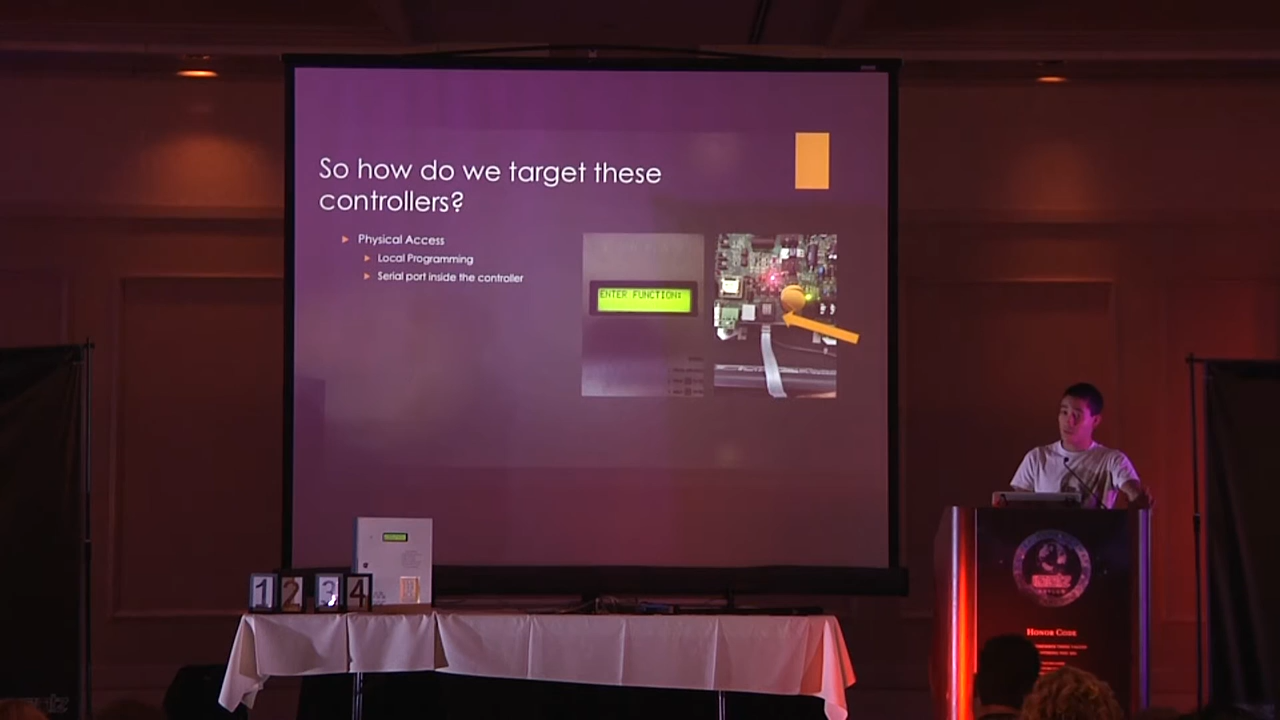 So how do we target these
controllers?
Physical Access
Local Programming
Serial port inside the controller
ENTER FUNCTION:
1 2 3 4
HONOR CODE